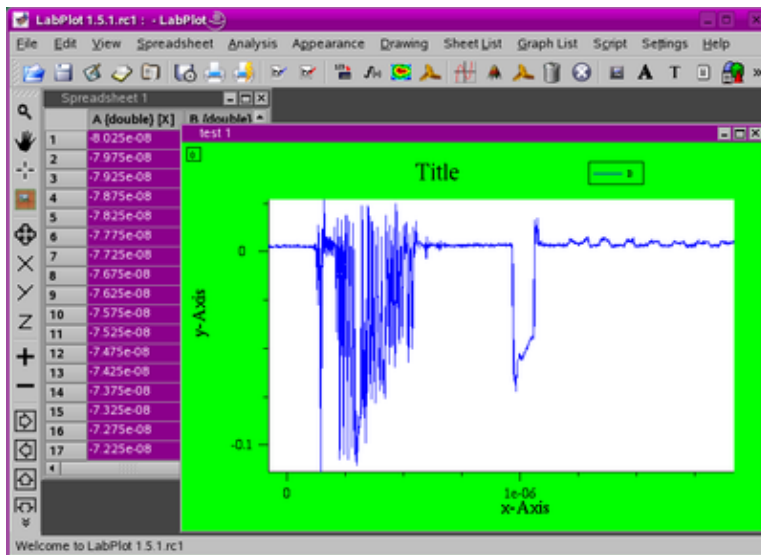 LabPlot 1.5.1.rc1 : - LabPlot
File Edit View Spreadsheet Analysis Appearance Drawing Sheet List Graph List Script Settings Help
Spreadsheet 1
A {double} [X] B {double}
1 -8.025e-08
2 -7.975e-08
3 -7.925e-08
4 -7.875e-08
5 -7.825e-08
6 -7.775e-08
7 -7.725e-08
8 -7.675e-08
9 -7.625e-08
10 -7.575e-08
11 -7.525e-08
12 -7.475e-08
13 -7.425e-08
14 -7.375e-08
15 -7.325e-08
16 -7.275e-08
17 -7.225e-08
test 1
Title
y-Axis
0
-0.1
0
1e-06
x-Axis
Welcome to LabPlot 1.5.1.rc1